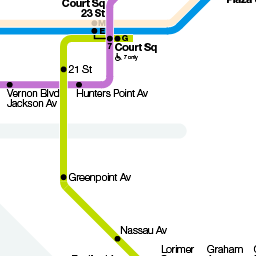 Court Sq
23 St
Plaza
M
E
7
G
Court Sq
7 only
21 St
Vernon Blvd
Jackson Av
Hunters Point Av
Greenpoint Av
Nassau Av
Lorimer
Graham